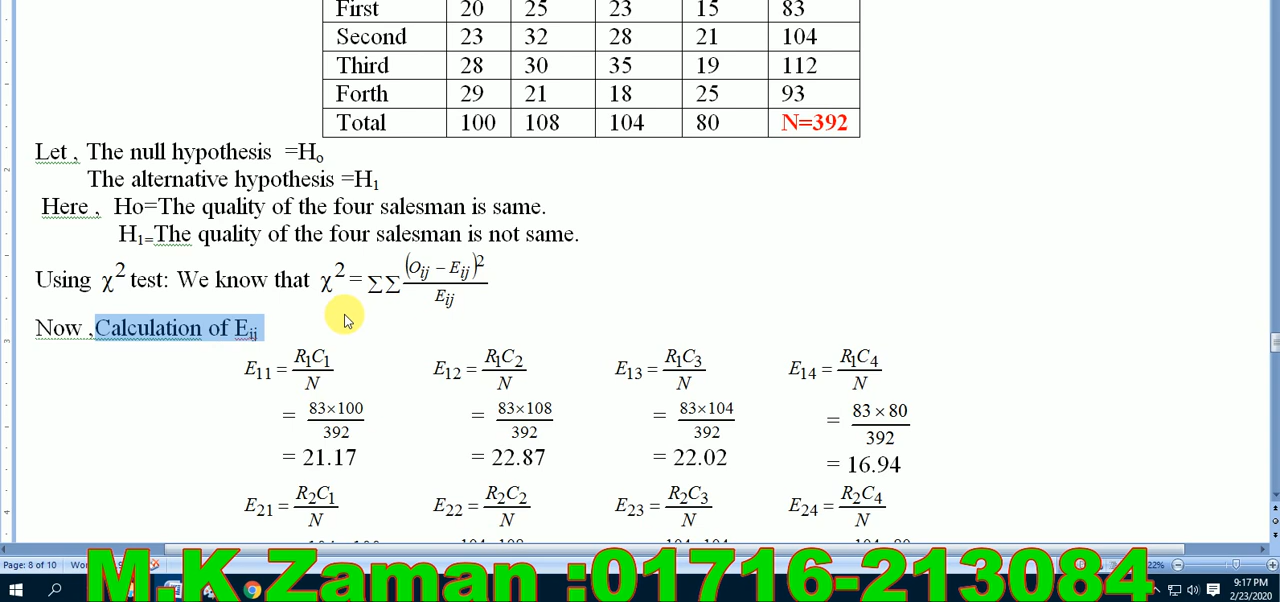 First 20 25 23 15 83
Second 23 32 28 21 104
Third 28 30 35 19 112
Forth 29 21 18 25 93
Total 100 108 104 80 N=392
Let , The null hypothesis =Ho
The alternative hypothesis =H1
Here , Ho=The quality of the four salesman is same.
H1=The quality of the four salesman is not same.
Using χ² test: We know that χ² = ΣΣ (Oij − Eij)² / Eij
Now ,Calculation of Eij
E11 = R1C1 / N E12 = R1C2 / N E13 = R1C3 / N E14 = R1C4 / N
= 83×100 / 392 = 83×108 / 392 = 83×104 / 392 = 83 × 80 / 392
= 21.17 = 22.87 = 22.02 = 16.94
E21 = R2C1 / N E22 = R2C2 / N E23 = R2C3 / N E24 = R2C4 / N
M.K Zaman :01716-213084
Page: 8 of 10
9:17 PM
2/23/2020